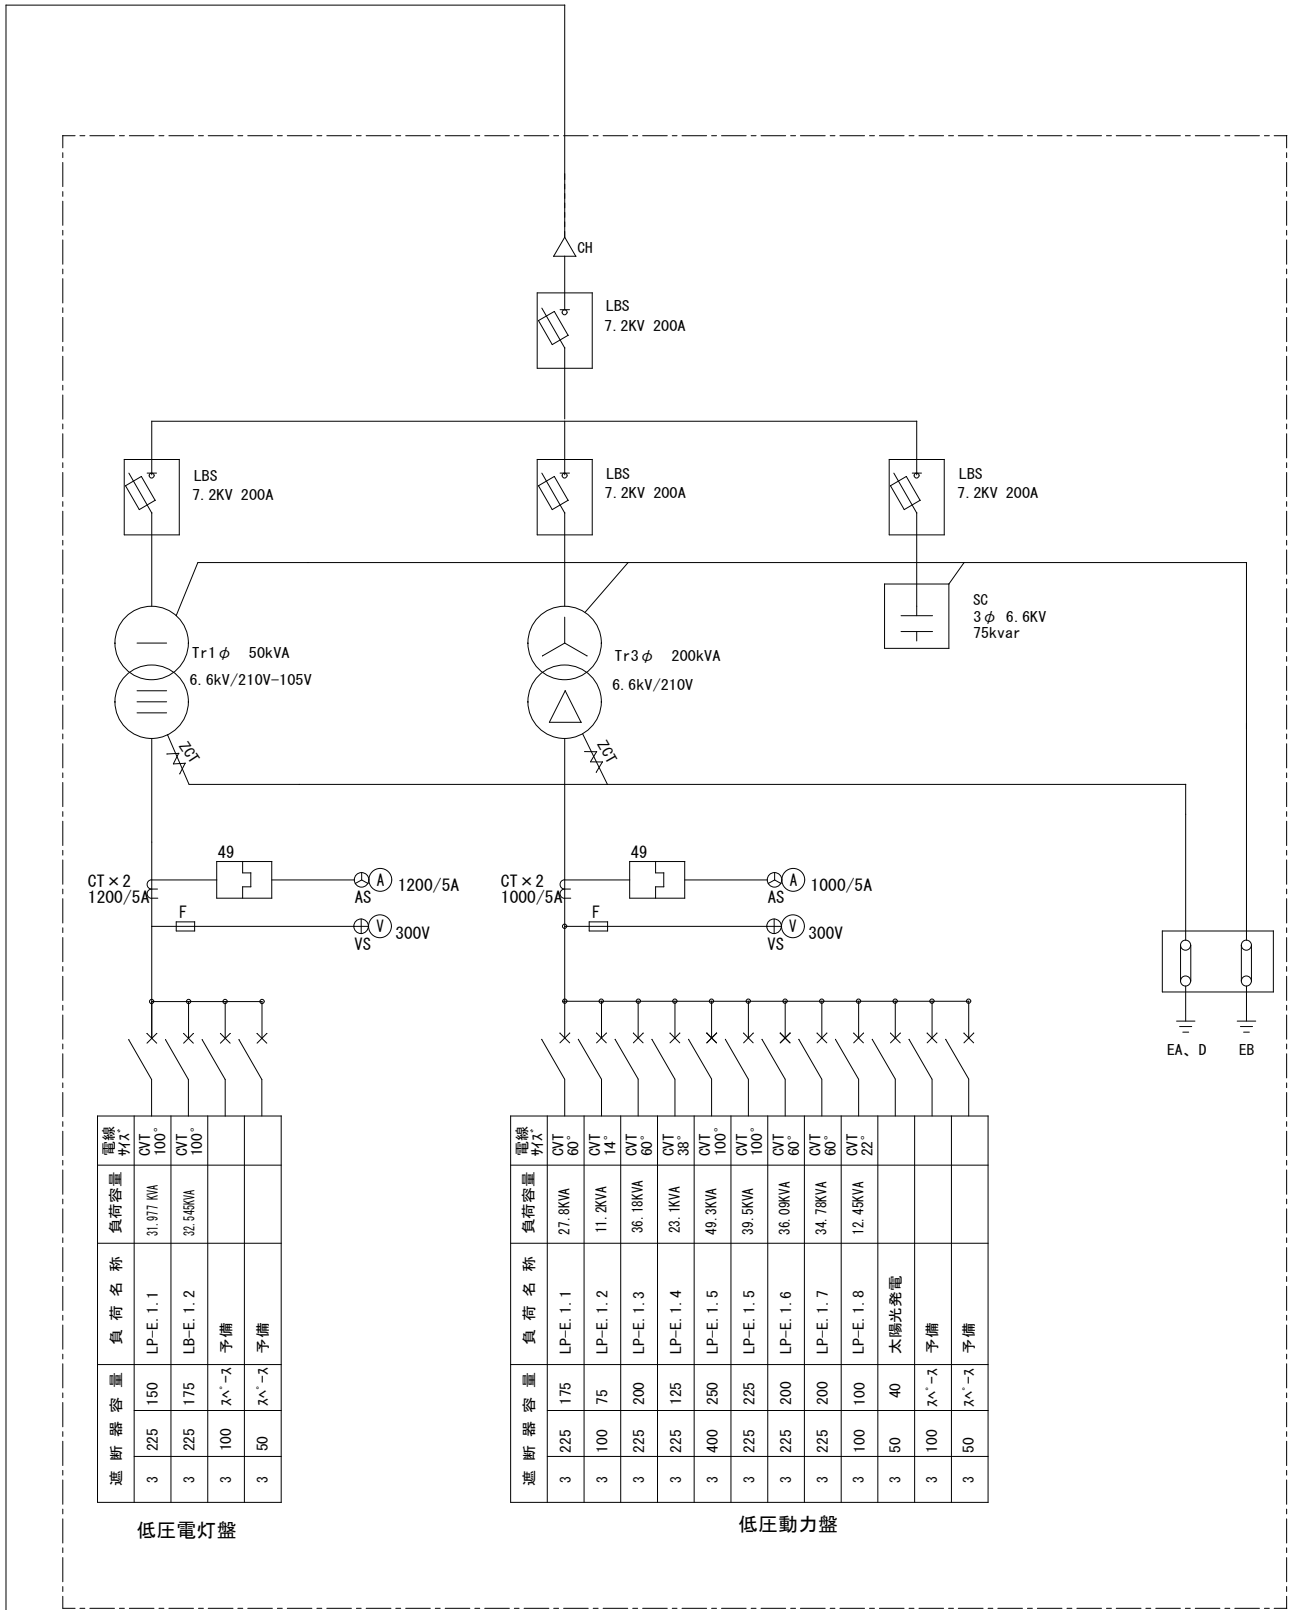 CH
LBS
7.2KV 200A
LBS
7.2KV 200A
LBS
7.2KV 200A
LBS
7.2KV 200A
Tr1φ 50kVA
6.6kV/210V-105V
Tr3φ 200kVA
6.6kV/210V
SC
3φ 6.6KV
75kvar
ZCT
ZCT
CT×2
1200/5A
49
A 1200/5A
AS
F
V 300V
VS
CT×2
1000/5A
49
A 1000/5A
AS
F
V 300V
VS
EA、D
EB
遮断器容量 負荷名称 負荷容量 電線サイズ
3 225 150 LP-E.1.1 31.977 KVA CVT 100°
3 225 175 LB-E.1.2 32.545KVA CVT 100°
3 100 スペース 予備
3 50 スペース 予備
低圧電灯盤
遮断器容量 負荷名称 負荷容量 電線サイズ
3 225 175 LP-E.1.1 27.8KVA CVT 60°
3 100 75 LP-E.1.2 11.2KVA CVT 14°
3 225 200 LP-E.1.3 36.18KVA CVT 60°
3 225 125 LP-E.1.4 23.1KVA CVT 38°
3 400 250 LP-E.1.5 49.3KVA CVT 100°
3 225 225 LP-E.1.5 39.5KVA CVT 100°
3 225 200 LP-E.1.6 36.09KVA CVT 60°
3 225 200 LP-E.1.7 34.78KVA CVT 60°
3 100 100 LP-E.1.8 12.45KVA CVT 22°
3 50 40 太陽光発電
3 100 スペース 予備
3 50 スペース 予備
低圧動力盤